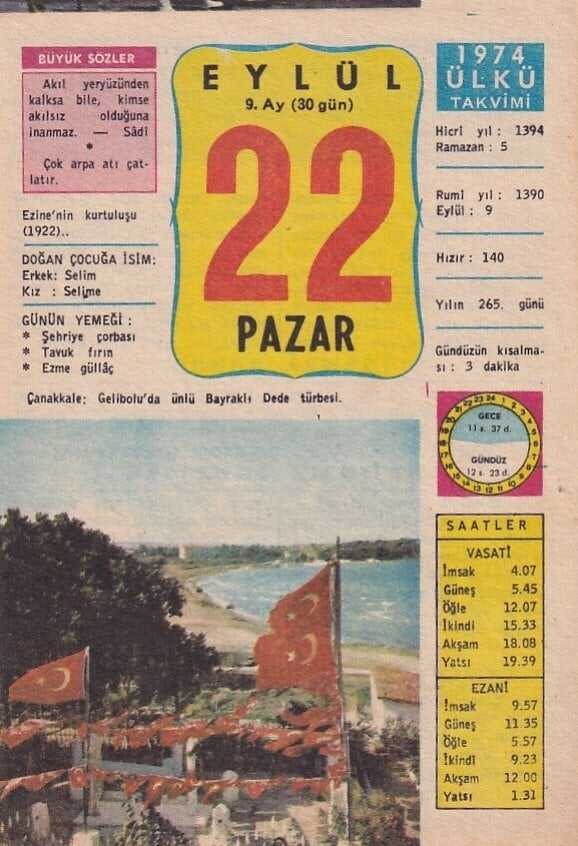 BÜYÜK SÖZLER
Akıl yeryüzünden
kalksa bile, kimse
akılsız olduğuna
inanmaz. — Sâdi
*
Çok arpa atı çat-
latır.
Ezine'nin kurtuluşu
(1922)..
DOĞAN ÇOCUĞA İSİM:
Erkek: Selim
Kız : Selime
GÜNÜN YEMEĞİ :
* Şehriye çorbası
* Tavuk fırın
* Ezme güllâç
EYLÜL
9. Ay (30 gün)
22
PAZAR
1974
ÜLKÜ
TAKVİMİ
Hicri yıl : 1394
Ramazan : 5
Rumi yıl : 1390
Eylül : 9
Hızır : 140
Yılın 265. günü
Gündüzün kısalma-
sı : 3 dakika
Çanakkale: Gelibolu'da ünlü Bayraklı Dede türbesi.
GECE
11 s. 37 d.
GÜNDÜZ
12 s. 23 d.
SAATLER
VASATİ
İmsak 4.07
Güneş 5.45
Öğle 12.07
İkindi 15.33
Akşam 18.08
Yatsı 19.39
EZANİ
İmsak 9.57
Güneş 11.35
Öğle 5.57
İkindi 9.23
Akşam 12.00
Yatsı 1.31